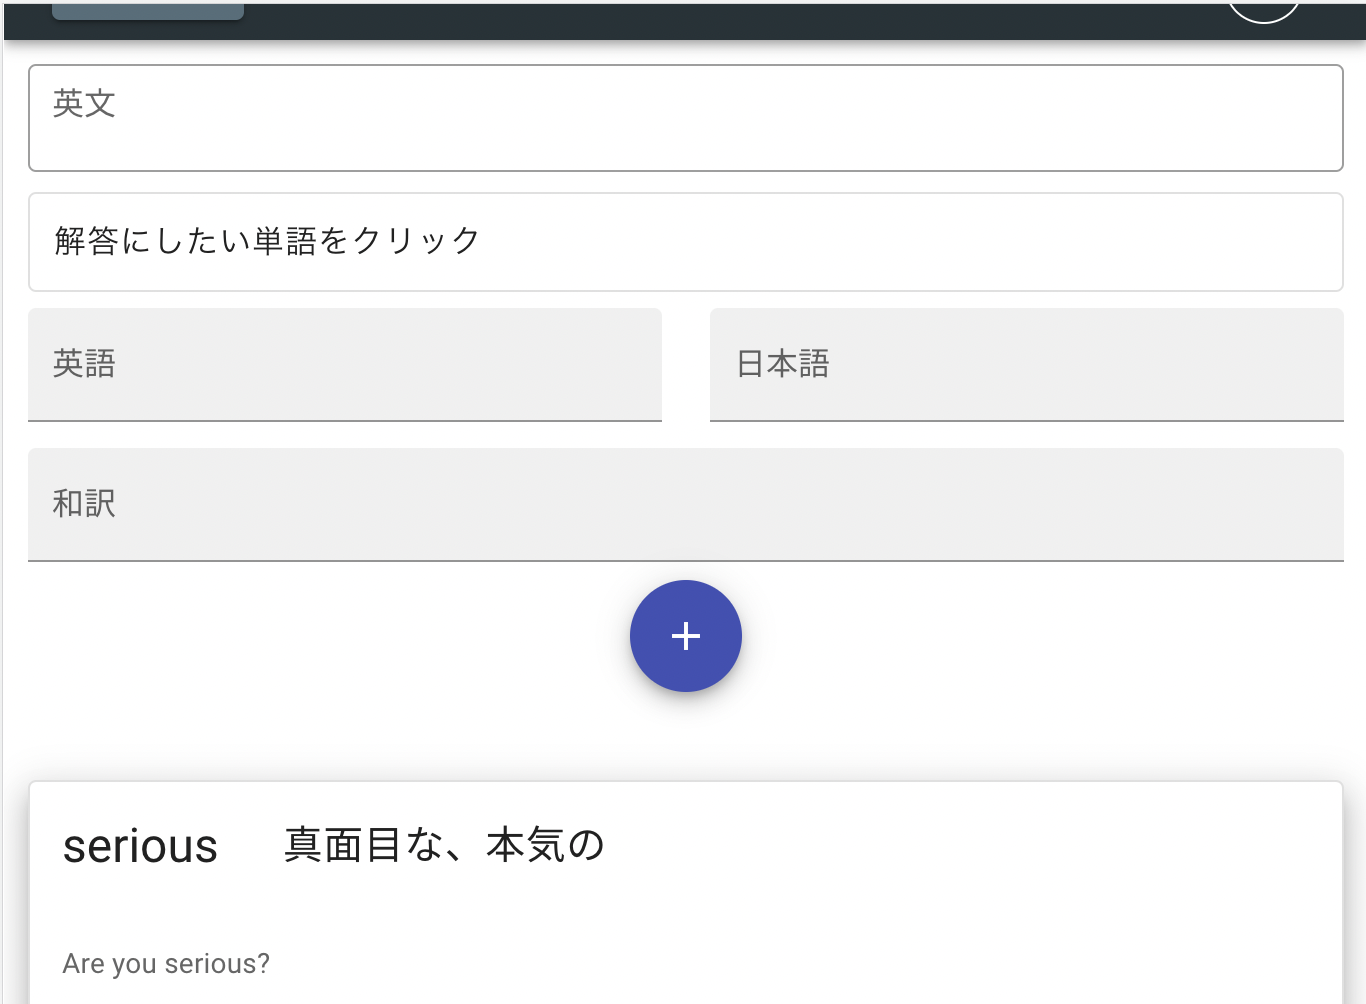 英文
解答にしたい単語をクリック
英語 日本語
和訳
+
serious 真面目な、本気の
Are you serious?